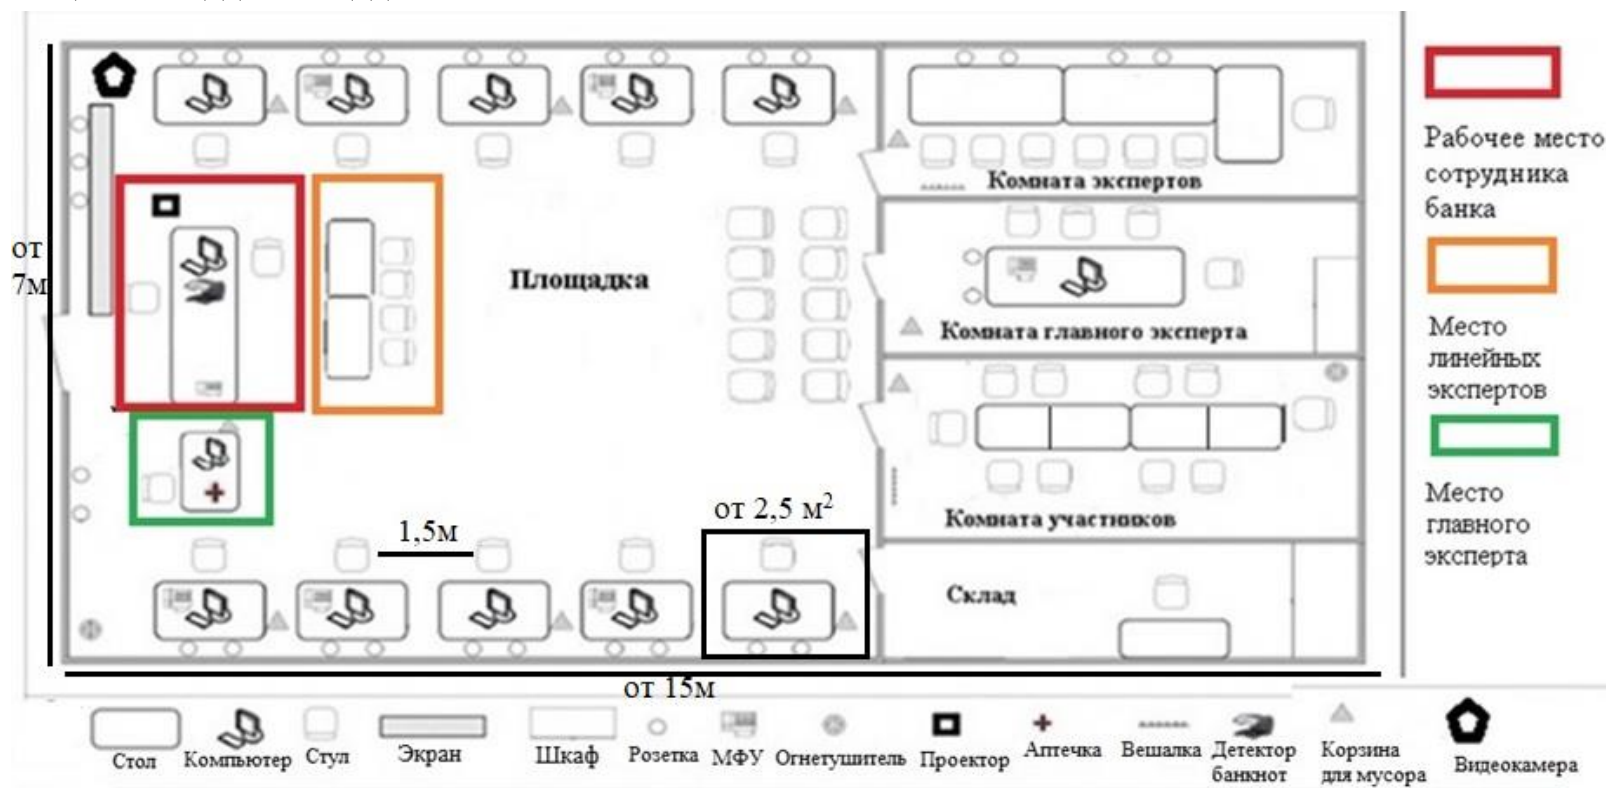 Комната экспертов
Рабочее место
сотрудника
банка
от
7м
Площадка
Комната главного эксперта
Место
линейных
экспертов
от 2,5 м²
1,5м
Комната участников
Место
главного
эксперта
Склад
от 15м
Стол
Компьютер
Стул
Экран
Шкаф
Розетка
МФУ
Огнетушитель
Проектор
Аптечка
Вешалка
Детектор
банкнот
Корзина
для мусора
Видеокамера